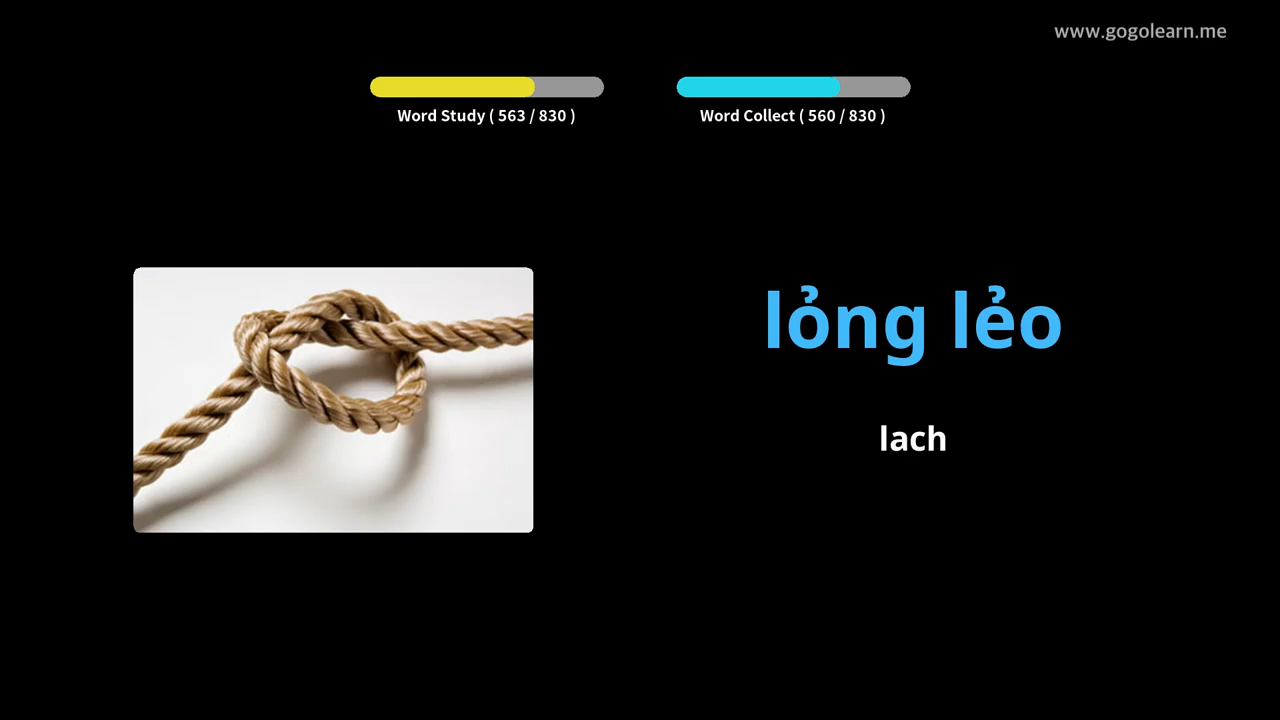 www.gogolearn.me
Word Study ( 563 / 830 )
Word Collect ( 560 / 830 )
lỏng lẻo
lach